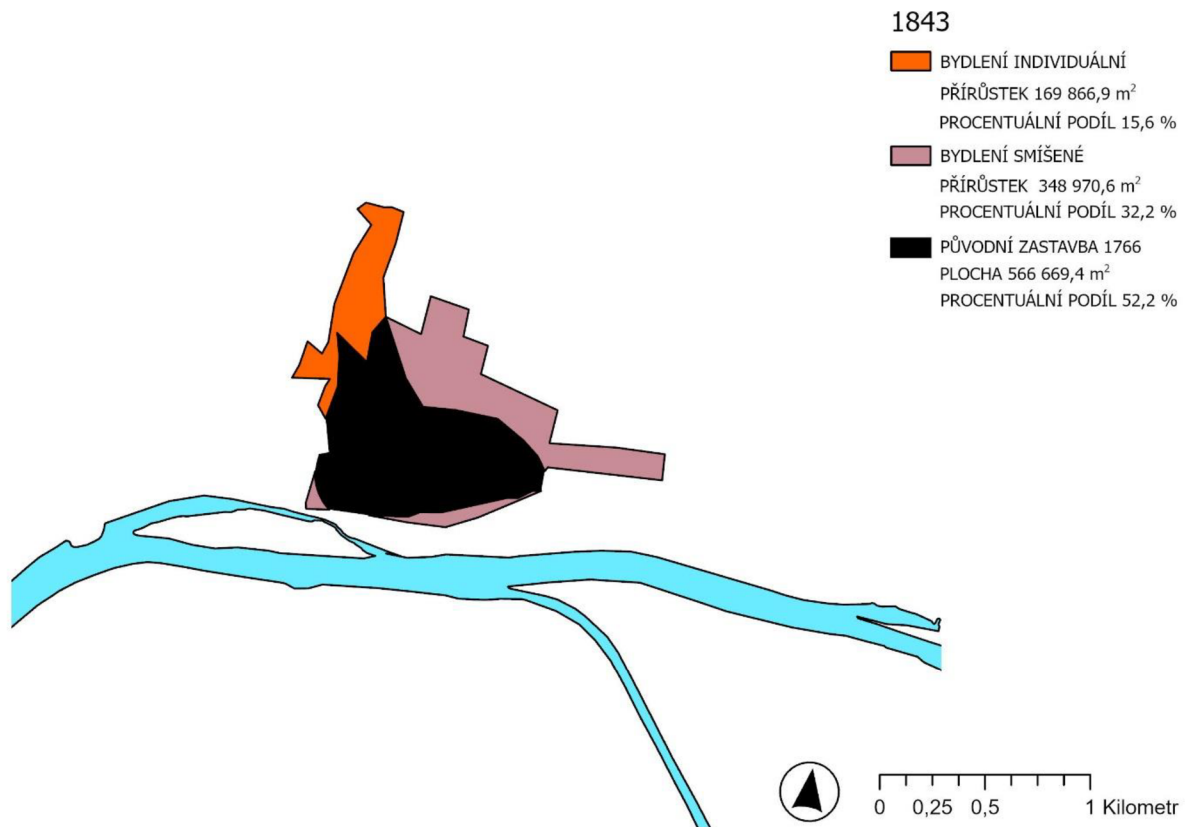 1843
BYDLENÍ INDIVIDUÁLNÍ
PŘÍRŮSTEK 169 866,9 m²
PROCENTUÁLNÍ PODÍL 15,6 %
BYDLENÍ SMÍŠENÉ
PŘÍRŮSTEK 348 970,6 m²
PROCENTUÁLNÍ PODÍL 32,2 %
PŮVODNÍ ZASTAVBA 1766
PLOCHA 566 669,4 m²
PROCENTUÁLNÍ PODÍL 52,2 %
0 0,25 0,5 1 Kilometr